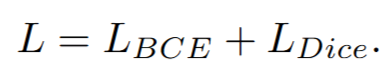 L = L_{BCE} + L_{Dice}.